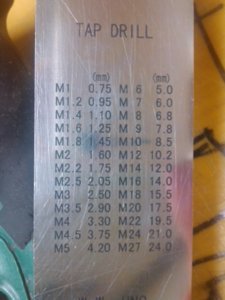 TAP DRILL
(mm) (mm)
M1 0.75 M 6 5.0
M1.2 0.95 M 7 6.0
M1.4 1.10 M 8 6.8
M1.6 1.25 M 9 7.8
M1.8 1.45 M10 8.5
M2 1.60 M12 10.2
M2.2 1.75 M14 12.0
M2.5 2.05 M16 14.0
M3 2.50 M18 15.5
M3.5 2.90 M20 17.5
M4 3.30 M22 19.5
M4.5 3.75 M24 21.0
M5 4.20 M27 24.0